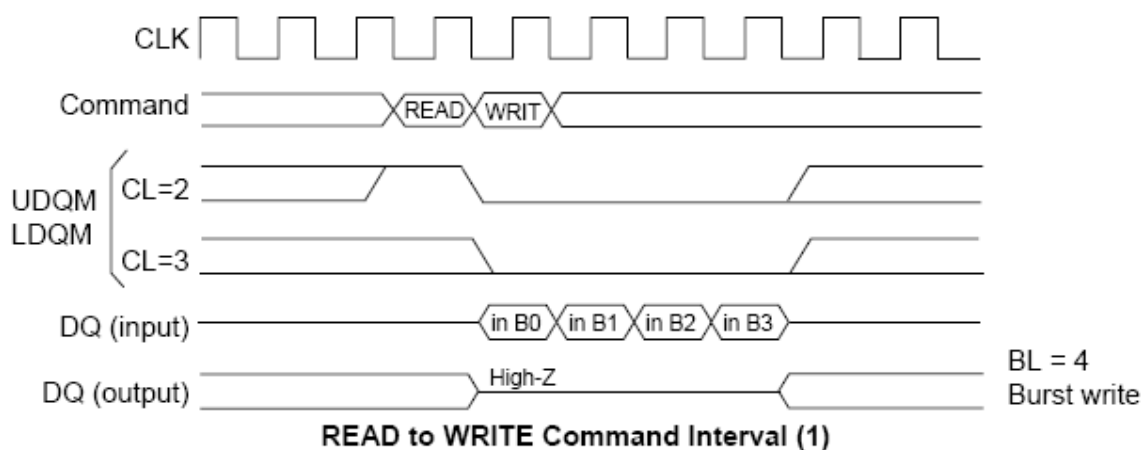 CLK
Command
READ
WRIT
UDQM
LDQM
CL=2
CL=3
DQ (input)
in B0
in B1
in B2
in B3
DQ (output)
High-Z
BL = 4
Burst write
READ to WRITE Command Interval (1)